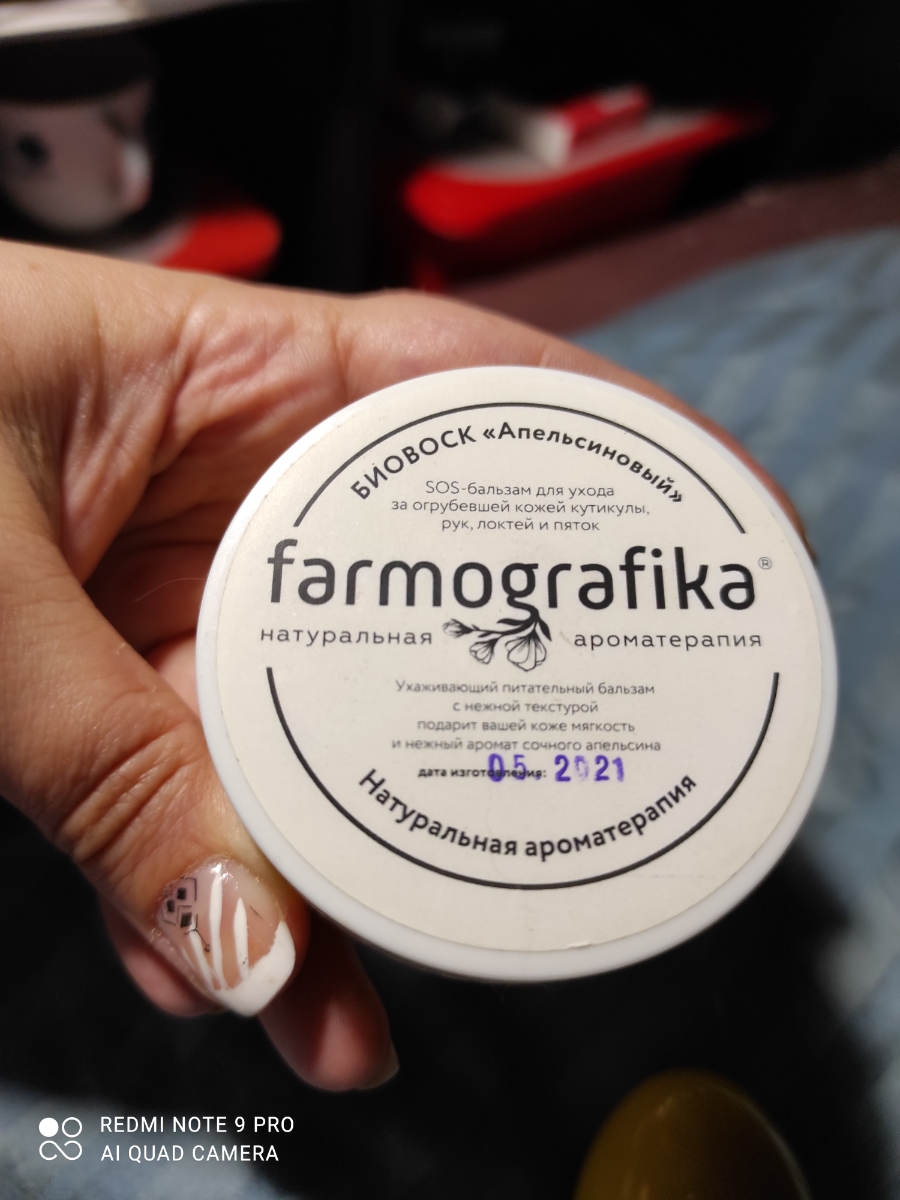 БИОВОСК «Апельсиновый»
SOS-бальзам для ухода
за огрубевшей кожей кутикулы,
рук, локтей и пяток
farmografika®
натуральная ароматерапия
Ухаживающий питательный бальзам
с нежной текстурой
подарит вашей коже мягкость
и нежный аромат сочного апельсина
дата изготовления: 05. 2021
Натуральная ароматерапия
REDMI NOTE 9 PRO
AI QUAD CAMERA